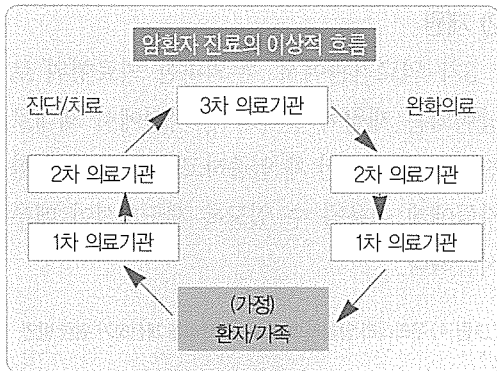 암환자 진료의 이상적 흐름
진단/치료
3차 의료기관
완화의료
2차 의료기관
2차 의료기관
1차 의료기관
1차 의료기관
(가정)
환자/가족